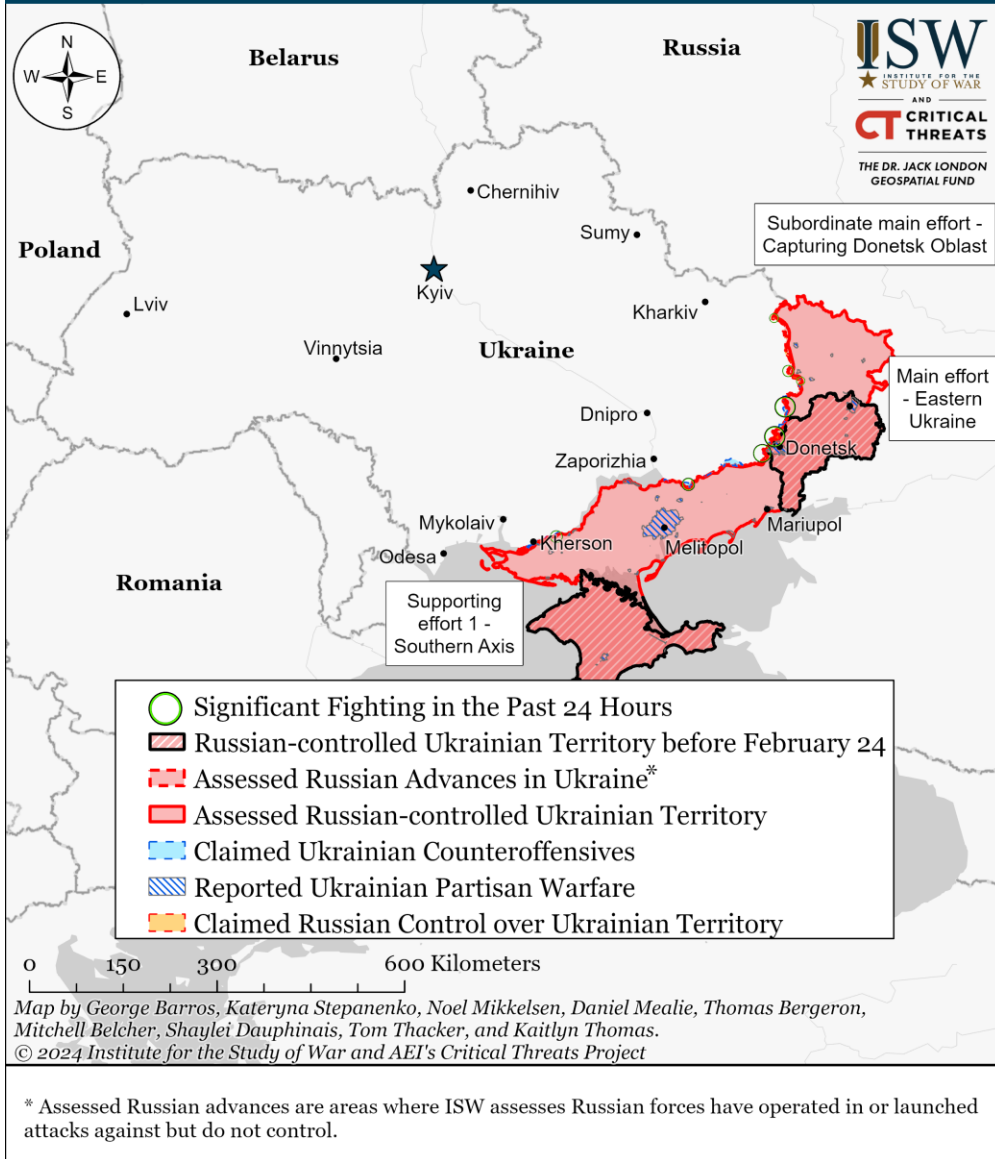 N
W
E
S
Belarus
Russia
ISW
INSTITUTE FOR THE
STUDY OF WAR
AND
CT CRITICAL
THREATS
THE DR. JACK LONDON
GEOSPATIAL FUND
Chernihiv
Subordinate main effort -
Capturing Donetsk Oblast
Sumy
Poland
Kyiv
Lviv
Kharkiv
Vinnytsia
Ukraine
Main effort
- Eastern
Ukraine
Dnipro
Donetsk
Zaporizhia
Mykolaiv
Mariupol
Kherson
Melitopol
Odesa
Romania
Supporting
effort 1 -
Southern Axis
Significant Fighting in the Past 24 Hours
Russian-controlled Ukrainian Territory before February 24
Assessed Russian Advances in Ukraine*
Assessed Russian-controlled Ukrainian Territory
Claimed Ukrainian Counteroffensives
Reported Ukrainian Partisan Warfare
Claimed Russian Control over Ukrainian Territory
0 150 300 600 Kilometers
Map by George Barros, Kateryna Stepanenko, Noel Mikkelsen, Daniel Mealie, Thomas Bergeron,
Mitchell Belcher, Shaylei Dauphinais, Tom Thacker, and Kaitlyn Thomas.
© 2024 Institute for the Study of War and AEI's Critical Threats Project
* Assessed Russian advances are areas where ISW assesses Russian forces have operated in or launched
attacks against but do not control.